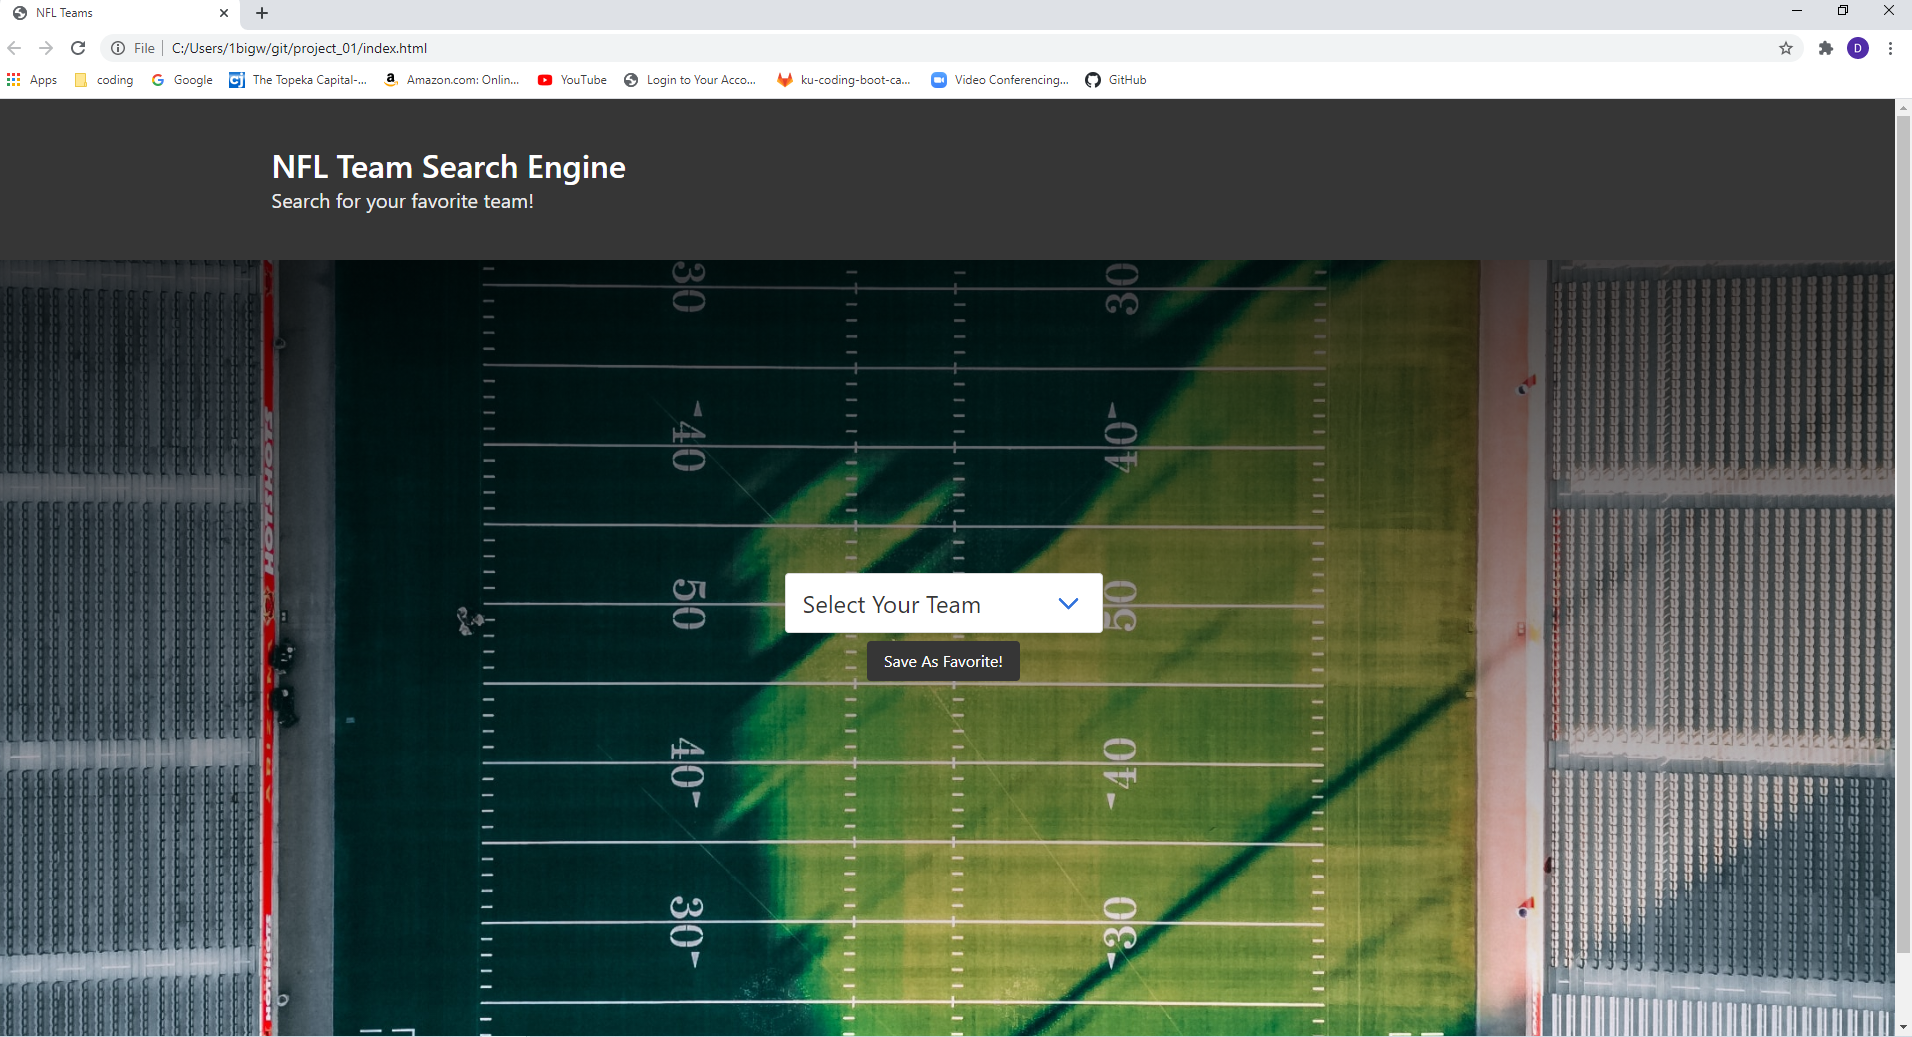 NFL Teams
File C:/Users/1bigw/git/project_01/index.html D
Apps coding Google The Topeka Capital-... Amazon.com: Onlin... YouTube Login to Your Acco... ku-coding-boot-ca... Video Conferencing... GitHub
NFL Team Search Engine
Search for your favorite team!
30 30
40 40
50 Select Your Team 50
Save As Favorite!
40 40
30 30